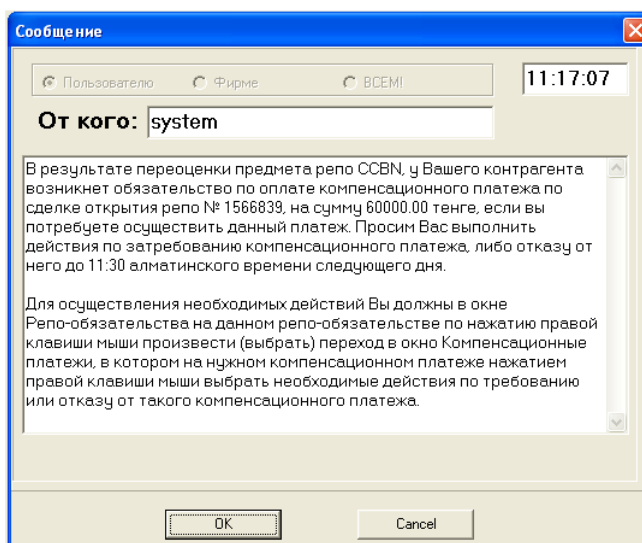 Сообщение
Пользователю Фирме ВСЕМ!
11:17:07
От кого: system
В результате переоценки предмета репо CCBN, у Вашего контрагента
возникнет обязательство по оплате компенсационного платежа по
сделке открытия репо № 1566839, на сумму 60000.00 тенге, если вы
потребуете осуществить данный платеж. Просим Вас выполнить
действия по затребованию компенсационного платежа, либо отказу от
него до 11:30 алматинского времени следующего дня.
Для осуществления необходимых действий Вы должны в окне
Репо-обязательства на данном репо-обязательстве по нажатию правой
клавиши мыши произвести (выбрать) переход в окно Компенсационные
платежи, в котором на нужном компенсационном платеже нажатием
правой клавиши мыши выбрать необходимые действия по требованию
или отказу от такого компенсационного платежа.
OK Cancel